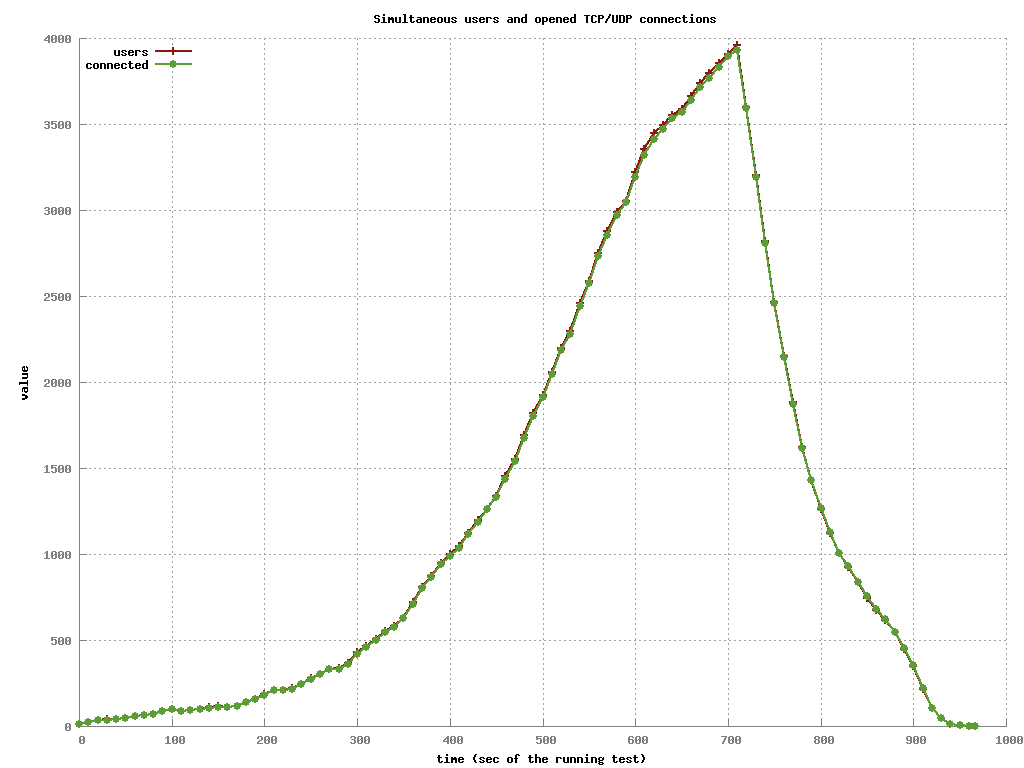 Simultaneous users and opened TCP/UDP connections
4000
users
connected
3500
3000
2500
value
2000
1500
1000
500
0
0 100 200 300 400 500 600 700 800 900 1000
time (sec of the running test)